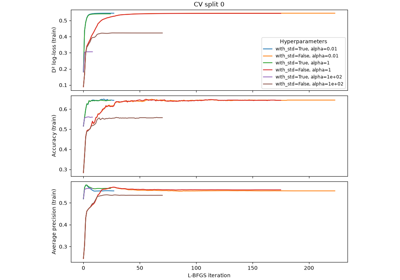 CV split 0
D² log-loss (train)
0.5
0.4
0.3
0.2
0.1
Hyperparameters
with_std=True, alpha=0.01
with_std=False, alpha=0.01
with_std=True, alpha=1
with_std=False, alpha=1
with_std=True, alpha=1e+02
with_std=False, alpha=1e+02
Accuracy (train)
0.6
0.5
0.4
0.3
Average precision (train)
0.5
0.4
0.3
0
50
100
150
200
L-BFGS iteration